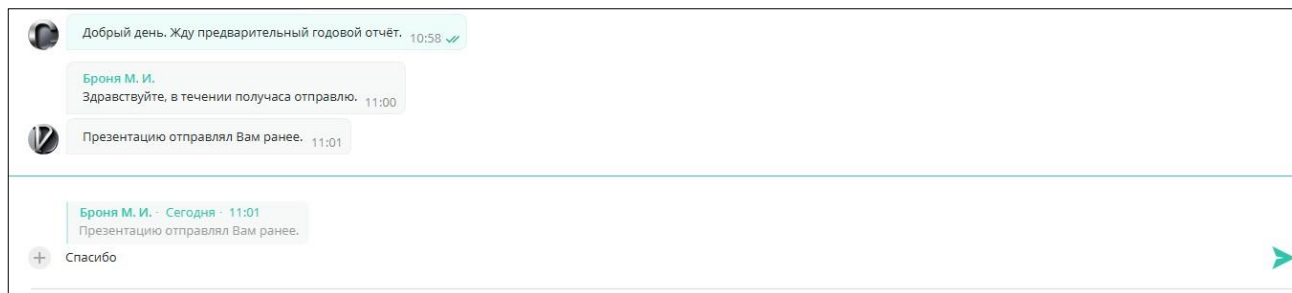 Добрый день. Жду предварительный годовой отчёт. 10:58
Броня М. И.
Здравствуйте, в течении получаса отправлю. 11:00
Презентацию отправлял Вам ранее. 11:01
Броня М. И. · Сегодня · 11:01
Презентацию отправлял Вам ранее.
Спасибо